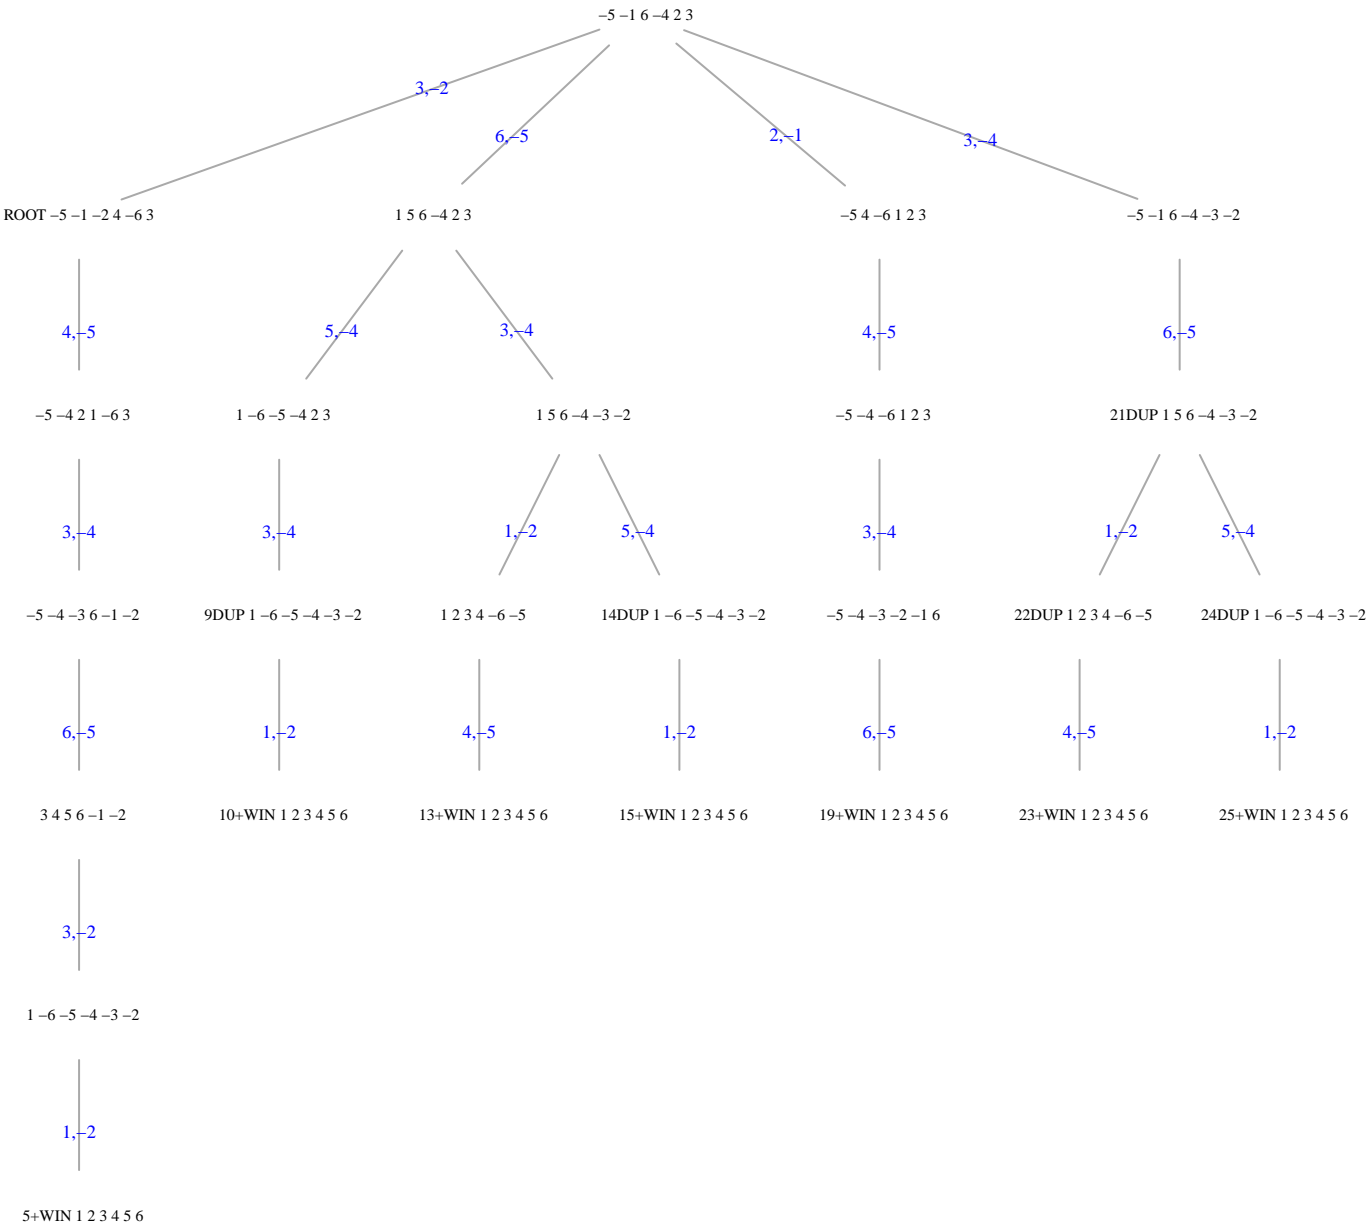 −5 −1 6 −4 2 3
3,−2
6,−5
2,−1
3,−4
ROOT −5 −1 −2 4 −6 3
1 5 6 −4 2 3
−5 4 −6 1 2 3
−5 −1 6 −4 −3 −2
4,−5
5,−4
3,−4
4,−5
6,−5
−5 −4 2 1 −6 3
1 −6 −5 −4 2 3
1 5 6 −4 −3 −2
−5 −4 −6 1 2 3
21DUP 1 5 6 −4 −3 −2
3,−4
3,−4
1,−2
5,−4
3,−4
1,−2
5,−4
−5 −4 −3 6 −1 −2
9DUP 1 −6 −5 −4 −3 −2
1 2 3 4 −6 −5
14DUP 1 −6 −5 −4 −3 −2
−5 −4 −3 −2 −1 6
22DUP 1 2 3 4 −6 −5
24DUP 1 −6 −5 −4 −3 −2
6,−5
1,−2
4,−5
1,−2
6,−5
4,−5
1,−2
3 4 5 6 −1 −2
10+WIN 1 2 3 4 5 6
13+WIN 1 2 3 4 5 6
15+WIN 1 2 3 4 5 6
19+WIN 1 2 3 4 5 6
23+WIN 1 2 3 4 5 6
25+WIN 1 2 3 4 5 6
3,−2
1 −6 −5 −4 −3 −2
1,−2
5+WIN 1 2 3 4 5 6